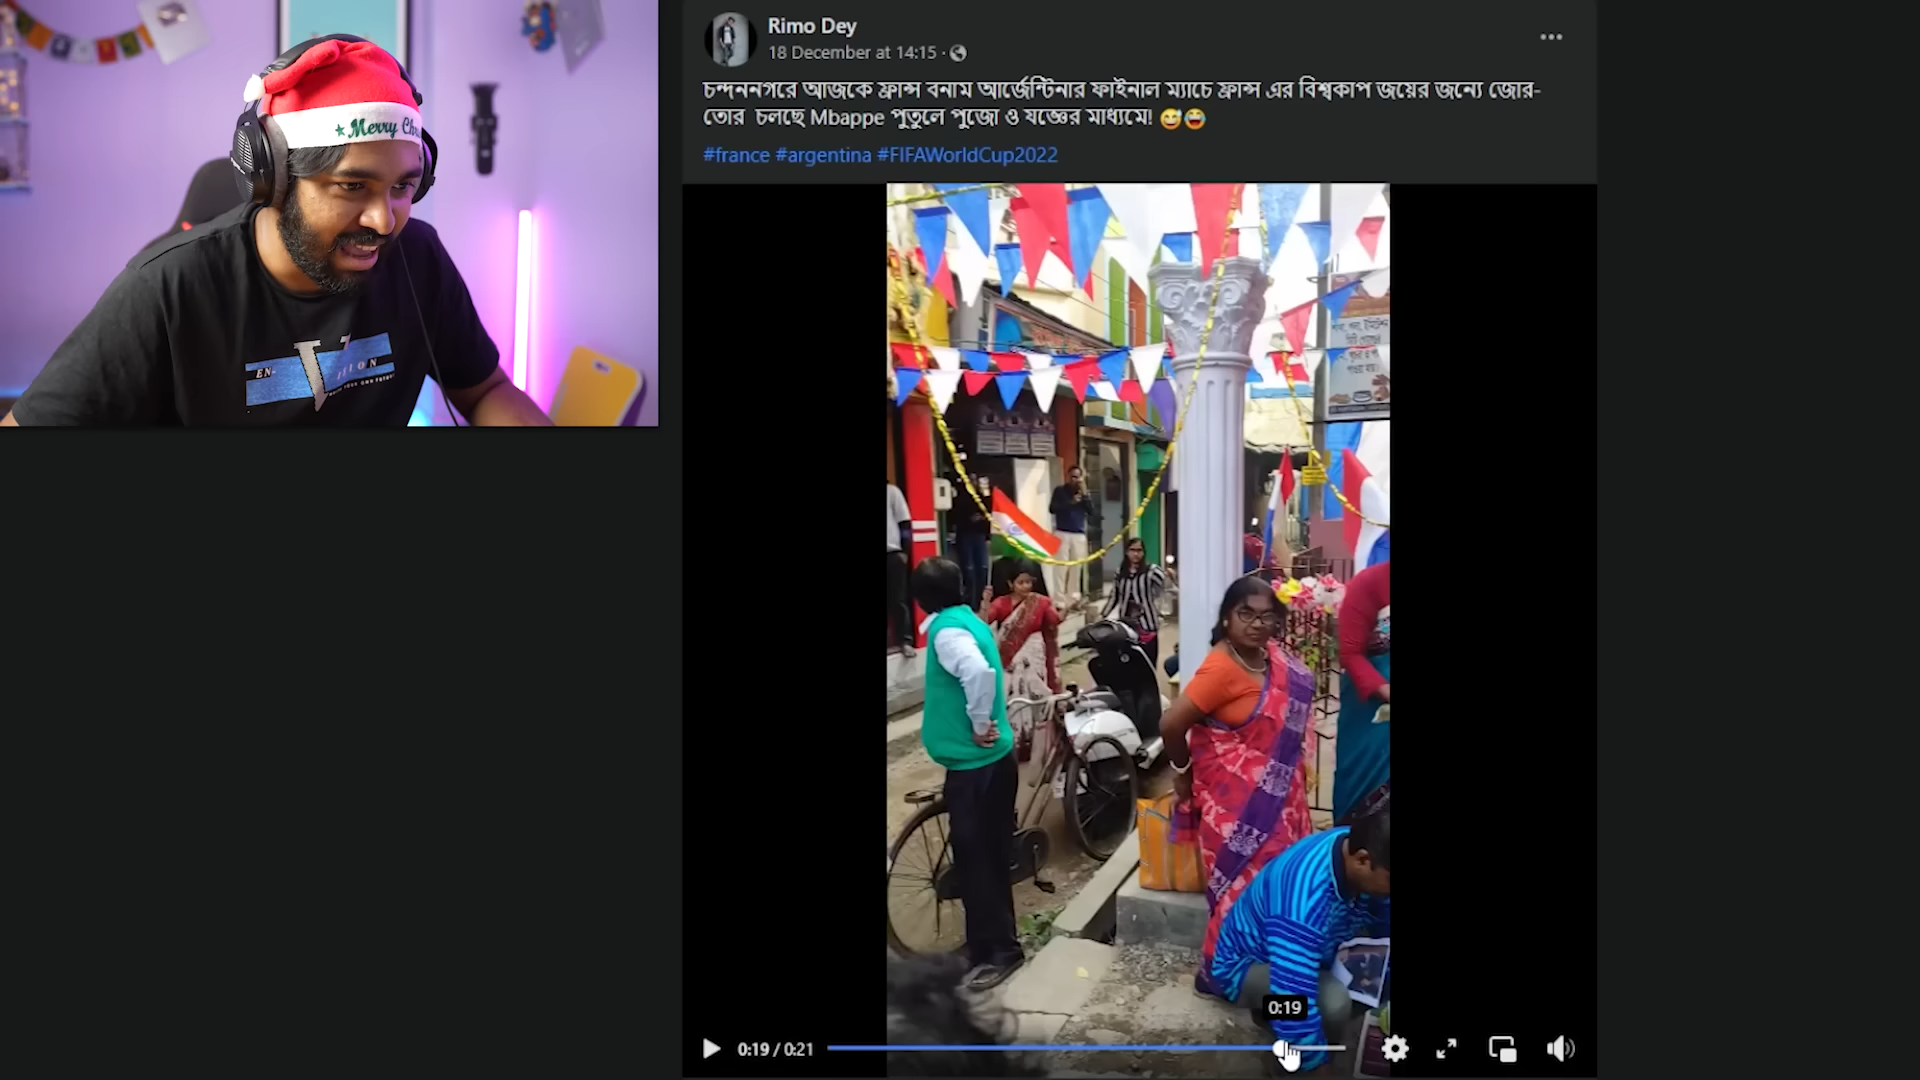 Rimo Dey
18 December at 14:15
চন্দননগরে আজকে ফ্রান্স বনাম আর্জেন্টিনার ফাইনাল ম্যাচে ফ্রান্স এর বিশ্বকাপ জয়ের জন্যে জোর-
তোর চলছে Mbappe পুতুলে পুজো ও যজ্ঞের মাধ্যমে! 😅😂
#france #argentina #FIFAWorldCup2022
Merry
EN-
0:19
0:19 / 0:21